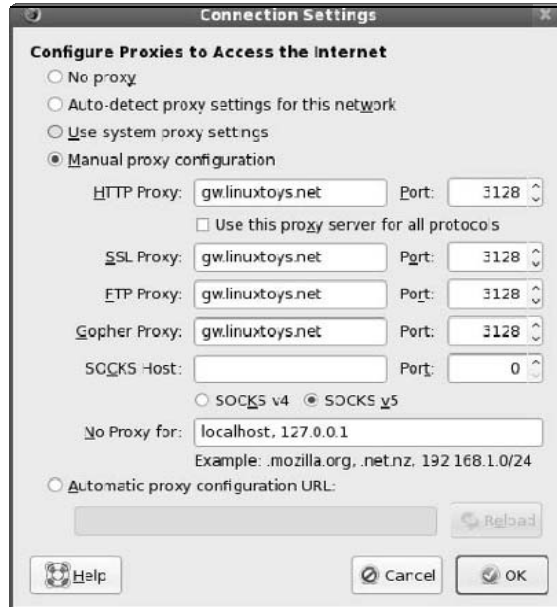 Connection Settings
Configure Proxies to Access the Internet
No proxy
Auto-detect proxy settings for this network
Use system proxy settings
Manual proxy configuration
HTTP Proxy: gw.linuxtoys.net Port: 3128
Use this proxy server for all protocols
SSL Proxy: gw.linuxtoys.net Port: 3128
FTP Proxy: gw.linuxtoys.net Port: 3128
Gopher Proxy: gw.linuxtoys.net Port: 3128
SOCKS Host: Port: 0
SOCKS v4 SOCKS v5
No Proxy for: localhost, 127.0.0.1
Example: .mozilla.org, .net.nz, 192.168.1.0/24
Automatic proxy configuration URL:
Reload
Help Cancel OK